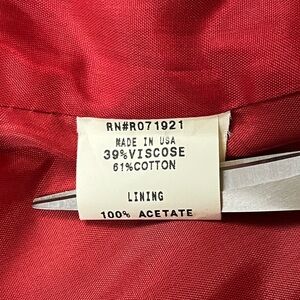 RN#R071921
MADE IN USA
39%VISCOSE
61%COTTON
LINING
100% ACETATE